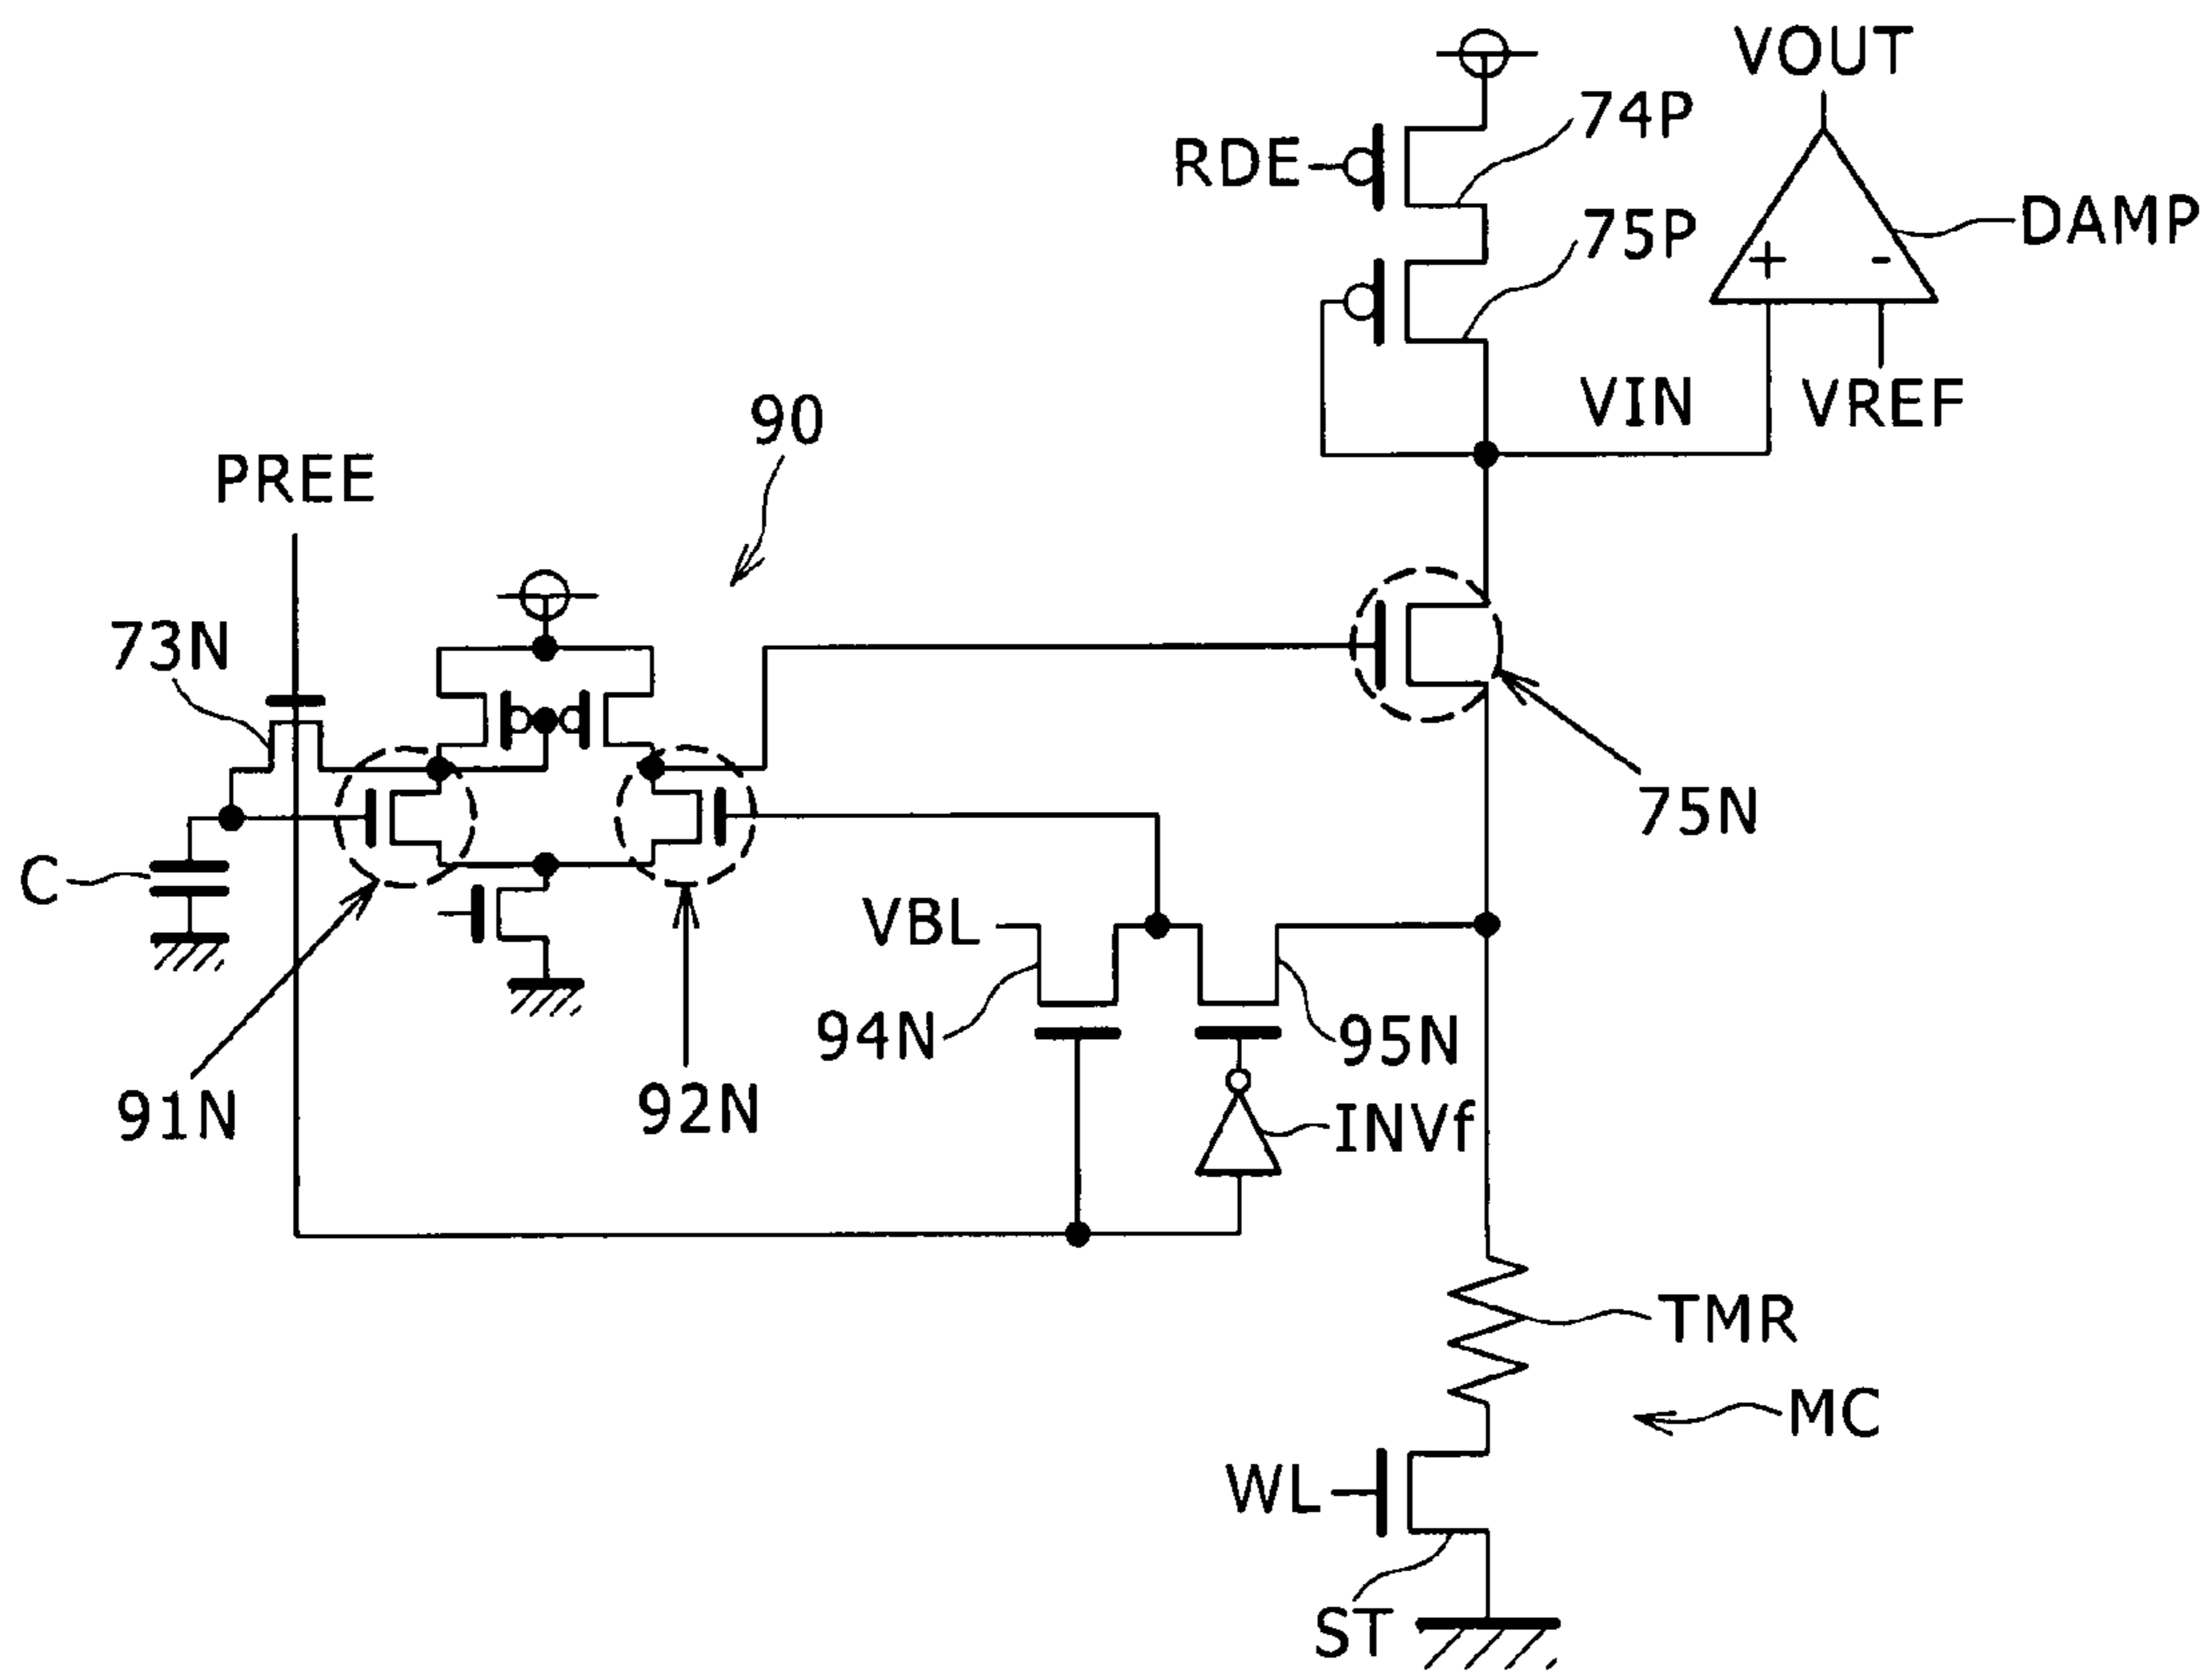 VOUT
74P
RDE
75P
DAMP
+ -
VIN
VREF
90
PREE
73N
75N
C
VBL
94N
95N
91N
92N
INVf
TMR
MC
WL
ST